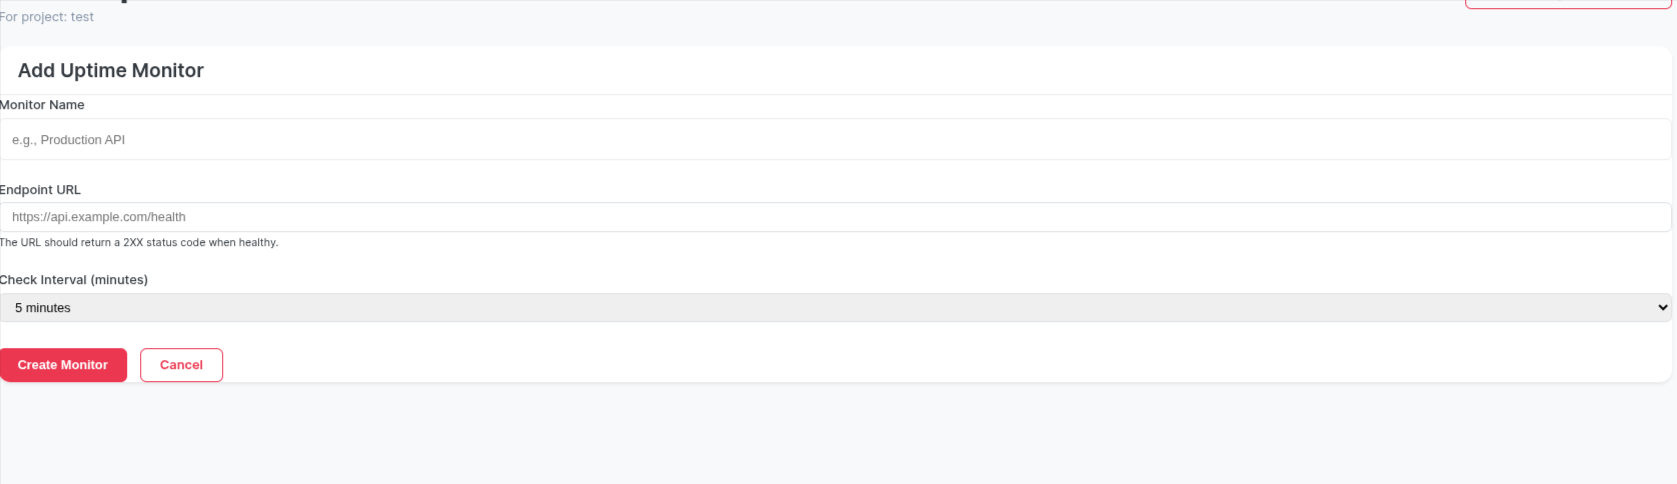 For project: test
Add Uptime Monitor
Monitor Name
e.g., Production API
Endpoint URL
https://api.example.com/health
The URL should return a 2XX status code when healthy.
Check Interval (minutes)
5 minutes
Create Monitor
Cancel